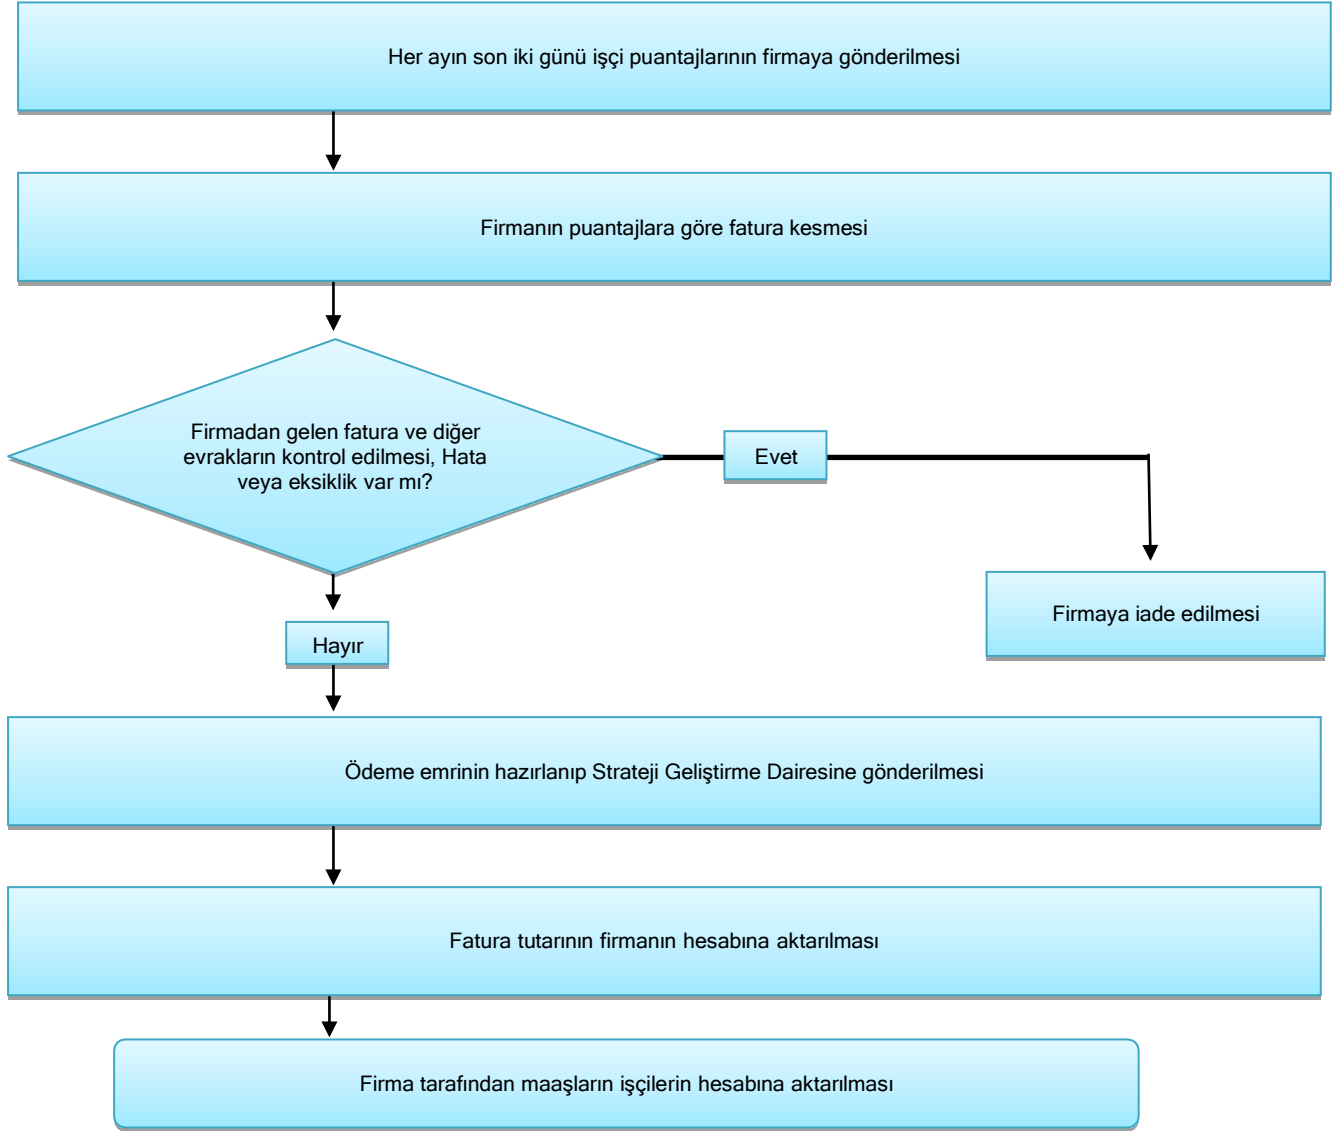 Her ayın son iki günü işçi puantajlarının firmaya gönderilmesi
Firmanın puantajlara göre fatura kesmesi
Firmadan gelen fatura ve diğer
evrakların kontrol edilmesi, Hata
veya eksiklik var mı?
Evet
Firmaya iade edilmesi
Hayır
Ödeme emrinin hazırlanıp Strateji Geliştirme Dairesine gönderilmesi
Fatura tutarının firmanın hesabına aktarılması
Firma tarafından maaşların işçilerin hesabına aktarılması